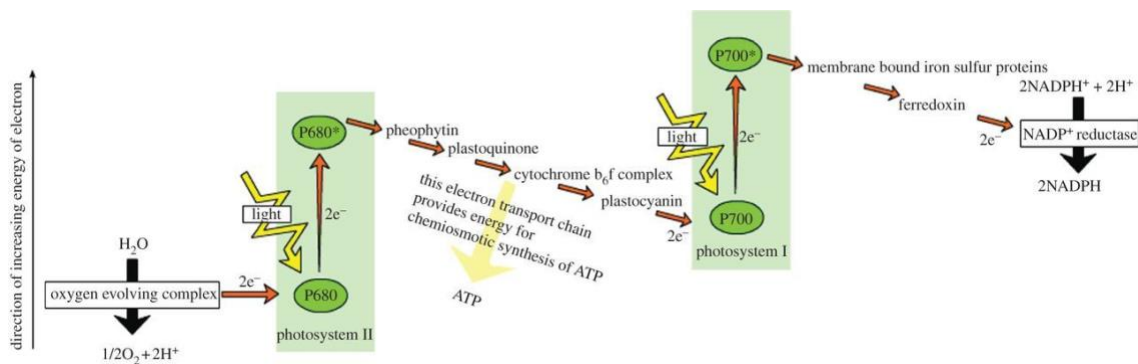 direction of increasing energy of electron
H₂O
oxygen evolving complex
1/2O₂+2H⁺
2e⁻
light
P680*
2e⁻
P680
photosystem II
pheophytin
plastoquinone
cytochrome b₆f complex
plastocyanin
2e⁻
this electron transport chain
provides energy for
chemiosmotic synthesis of ATP
ATP
light
P700*
2e⁻
P700
photosystem I
membrane bound iron sulfur proteins
ferredoxin
2e⁻
2NADPH⁺ + 2H⁺
NADP⁺ reductase
2NADPH